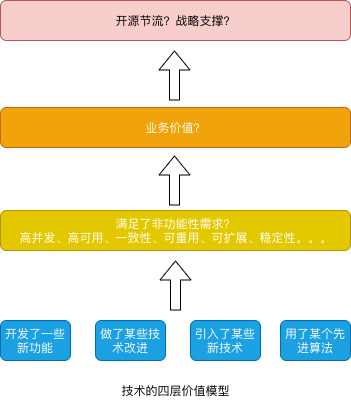 开源节流？战略支撑？
业务价值？
满足了非功能性需求？
高并发、高可用、一致性、可重用、可扩展、稳定性。。。
开发了一些
新功能
做了某些技
术改进
引入了某些
新技术
用了某个先
进算法
技术的四层价值模型